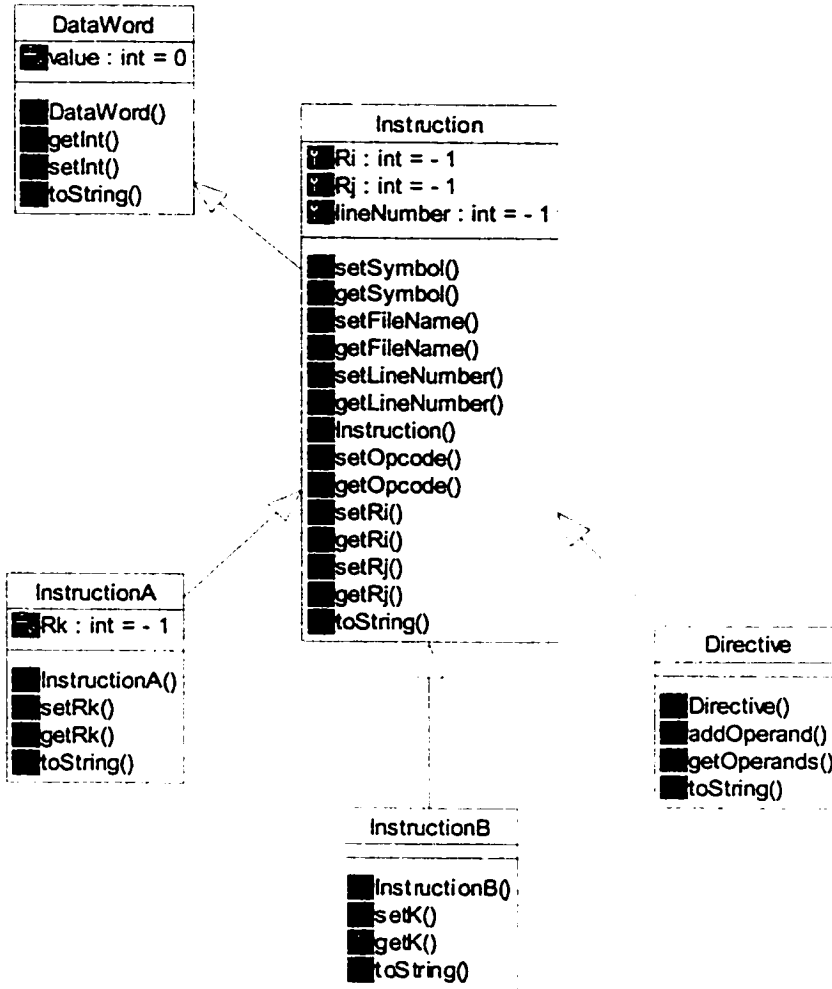 DataWord
value : int = 0
DataWord()
getInt()
setInt()
toString()
Instruction
Ri : int = - 1
Rj : int = - 1
lineNumber : int = - 1
setSymbol()
getSymbol()
setFileName()
getFileName()
setLineNumber()
getLineNumber()
Instruction()
setOpcode()
getOpcode()
setRi()
getRi()
setRj()
getRj()
toString()
InstructionA
Rk : int = - 1
InstructionA()
setRk()
getRk()
toString()
Directive
Directive()
addOperand()
getOperands()
toString()
InstructionB
InstructionB()
setK()
getK()
toString()